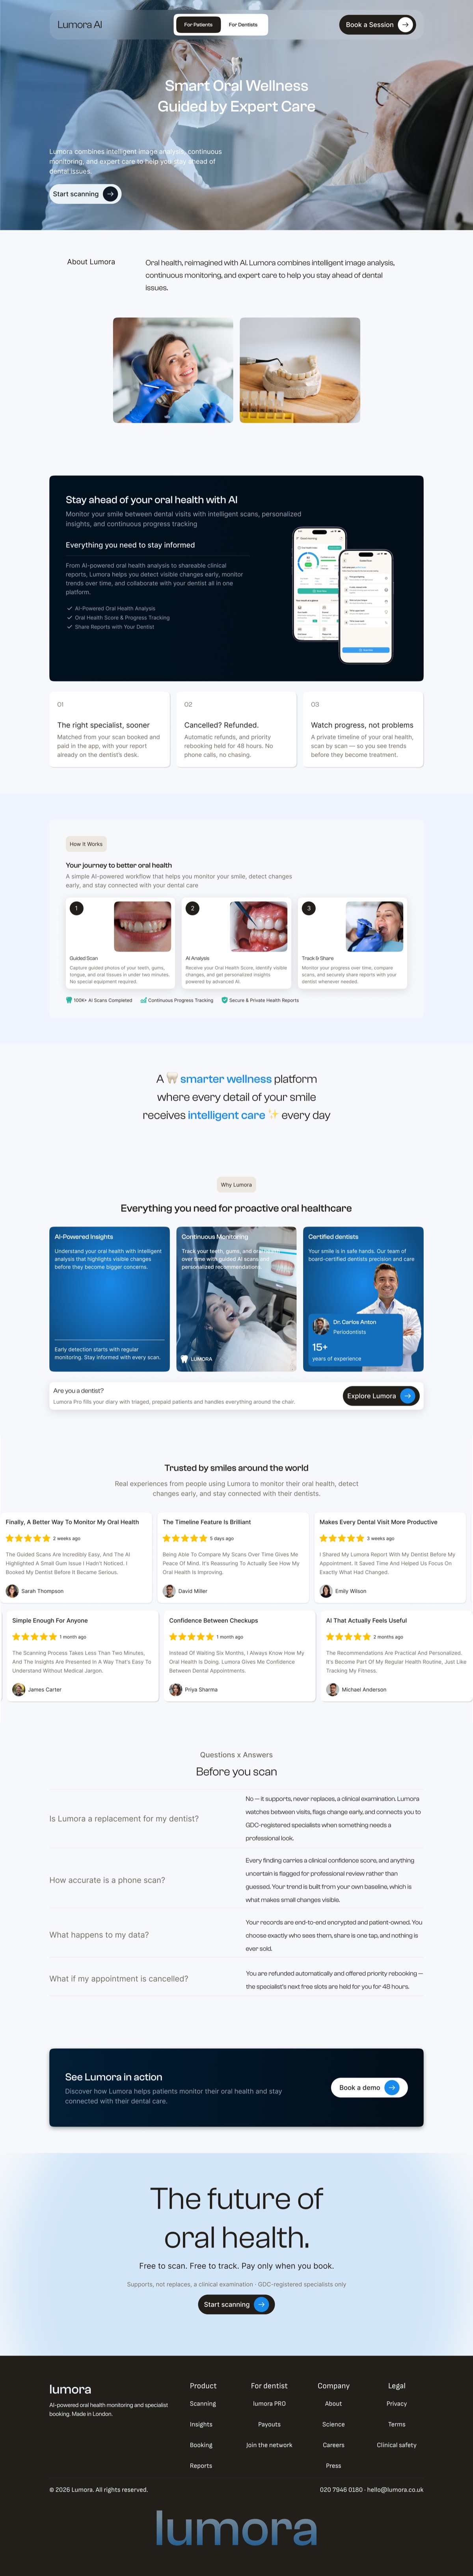 Lumora AI
For Patients
For Dentists
Book a Session
Smart Oral Wellness
Guided by Expert Care
Lumora combines intelligent image analysis, continuous
monitoring, and expert care to help you stay ahead of
dental issues.
Start scanning
About Lumora
Oral health, reimagined with AI. Lumora combines intelligent image analysis,
continuous monitoring, and expert care to help you stay ahead of dental
issues.
Stay ahead of your oral health with AI
Monitor your smile between dental visits with intelligent scans, personalized
insights, and continuous progress tracking
Everything you need to stay informed
From AI-powered oral health analysis to shareable clinical
reports, Lumora helps you detect visible changes early, monitor
trends over time, and collaborate with your dentist all in one
platform.
AI-Powered Oral Health Analysis
Oral Health Score & Progress Tracking
Share Reports with Your Dentist
01
The right specialist, sooner
Matched from your scan booked and
paid in the app, with your report
already on the dentist's desk.
02
Cancelled? Refunded.
Automatic refunds, and priority
rebooking held for 48 hours. No
phone calls, no chasing.
03
Watch progress, not problems
A private timeline of your oral health,
scan by scan — so you see trends
before they become treatment.
How It Works
Your journey to better oral health
A simple AI-powered workflow that helps you monitor your smile, detect changes
early, and stay connected with your dental care
1
Guided Scan
Capture guided photos of your teeth, gums,
tongue, and oral tissues in under two minutes.
No special equipment required.
2
AI Analysis
Receive your Oral Health Score, identify visible
changes, and get personalized insights
powered by advanced AI.
3
Track & Share
Monitor your progress over time, compare
scans, and securely share reports with your
dentist whenever needed.
100K+ AI Scans Completed
Continuous Progress Tracking
Secure & Private Health Reports
A smarter wellness platform
where every detail of your smile
receives intelligent care every day
Why Lumora
Everything you need for proactive oral healthcare
AI-Powered Insights
Understand your oral health with intelligent
analysis that highlights visible changes
before they become bigger concerns.
Early detection starts with regular
monitoring. Stay informed with every scan.
Continuous Monitoring
Track your teeth, gums, and oral health
over time with guided AI scans and
personalized recommendations.
LUMORA
Certified dentists
Your smile is in safe hands. Our team of
board-certified dentists precision and care
Dr. Carlos Anton
Periodontists
15+
years of experience
Are you a dentist?
Lumora Pro fills your diary with triaged, prepaid patients and handles everything around the chair.
Explore Lumora
Trusted by smiles around the world
Real experiences from people using Lumora to monitor their oral health, detect
changes early, and stay connected with their dentists.
Finally, A Better Way To Monitor My Oral Health
2 weeks ago
The Guided Scans Are Incredibly Easy, And The AI
Highlighted A Small Gum Issue I Hadn't Noticed. I
Booked My Dentist Before It Became Serious.
Sarah Thompson
The Timeline Feature Is Brilliant
5 days ago
Being Able To Compare My Scans Over Time Gives Me
Peace Of Mind. It's Reassuring To Actually See How My
Oral Health Is Improving.
David Miller
Makes Every Dental Visit More Productive
3 weeks ago
I Shared My Lumora Report With My Dentist Before My
Appointment. It Saved Time And Helped Us Focus On
Exactly What Had Changed.
Emily Wilson
Simple Enough For Anyone
1 month ago
The Scanning Process Takes Less Than Two Minutes,
And The Insights Are Presented In A Way That's Easy To
Understand Without Medical Jargon.
James Carter
Confidence Between Checkups
1 month ago
Instead Of Waiting Six Months, I Always Know How My
Oral Health Is Doing. Lumora Gives Me Confidence
Between Dental Appointments.
Priya Sharma
AI That Actually Feels Useful
2 months ago
The Recommendations Are Practical And Personalized.
It's Become Part Of My Regular Health Routine, Just Like
Tracking My Fitness.
Michael Anderson
Questions x Answers
Before you scan
Is Lumora a replacement for my dentist?
No — it supports, never replaces, a clinical examination. Lumora
watches between visits, flags change early, and connects you to
GDC-registered specialists when something needs a
professional look.
How accurate is a phone scan?
Every finding carries a clinical confidence score, and anything
uncertain is flagged for professional review rather than
guessed. Your trend is built from your own baseline, which is
what makes small changes visible.
What happens to my data?
Your records are end-to-end encrypted and patient-owned. You
choose exactly who sees them, share is one tap, and nothing is
ever sold.
What if my appointment is cancelled?
You are refunded automatically and offered priority rebooking —
the specialist's next free slots are held for you for 48 hours.
See Lumora in action
Discover how Lumora helps patients monitor their oral health and stay
connected with their dental care.
Book a demo
The future of
oral health.
Free to scan. Free to track. Pay only when you book.
Supports, not replaces, a clinical examination · GDC-registered specialists only
Start scanning
lumora
AI-powered oral health monitoring and specialist
booking. Made in London.
Product
Scanning
Insights
Booking
Reports
For dentist
lumora PRO
Payouts
Join the network
Company
About
Science
Careers
Press
Legal
Privacy
Terms
Clinical safety
© 2026 Lumora. All rights reserved.
020 7946 0180 · hello@lumora.co.uk
lumora